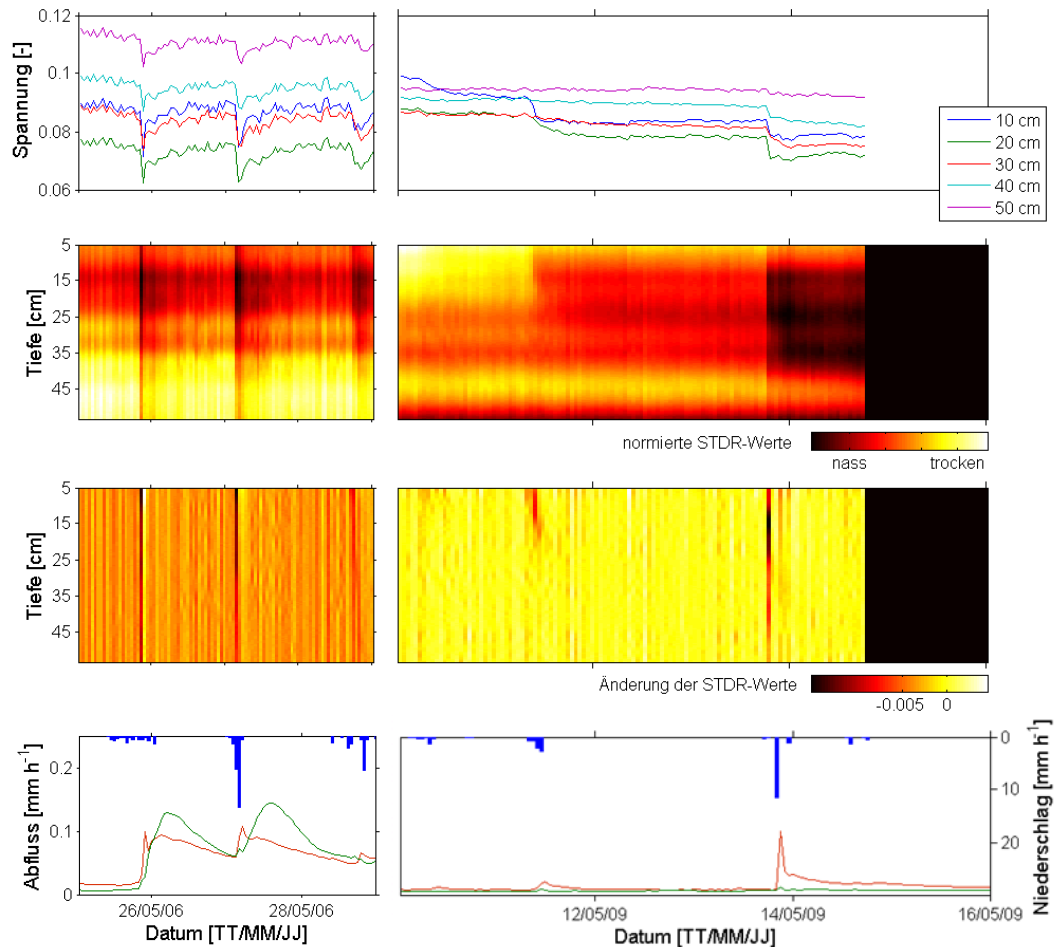 Spannung [-]
0.12
0.1
0.08
0.06
10 cm
20 cm
30 cm
40 cm
50 cm
Tiefe [cm]
5
15
25
35
45
normierte STDR-Werte
nass
trocken
Tiefe [cm]
5
15
25
35
45
Änderung der STDR-Werte
-0.005
0
Abfluss [mm h⁻¹]
0.2
0.1
0
0
10
20
Niederschlag [mm h⁻¹]
26/05/06
28/05/06
12/05/09
14/05/09
16/05/09
Datum [TT/MM/JJ]
Datum [TT/MM/JJ]